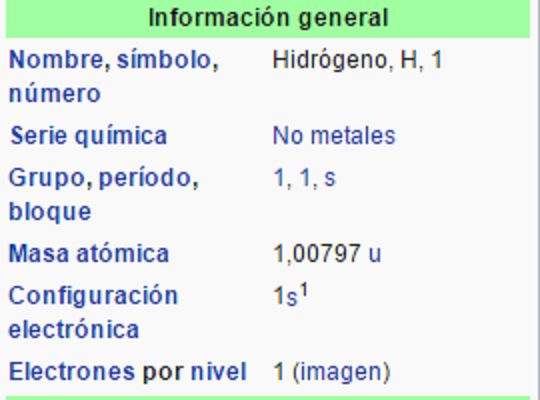 Información general
Nombre, símbolo, Hidrógeno, H, 1
número
Serie química No metales
Grupo, período, 1, 1, s
bloque
Masa atómica 1,00797 u
Configuración 1s¹
electrónica
Electrones por nivel 1 (imagen)